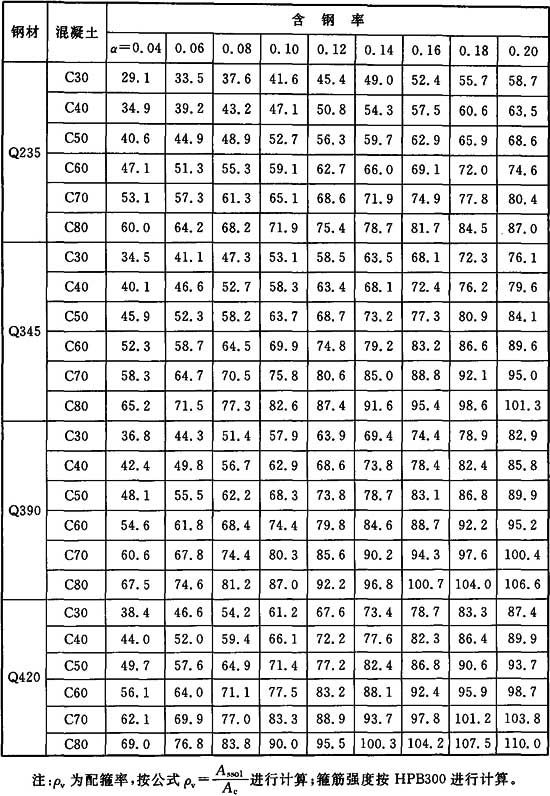 钢材 混凝土 含钢率
α=0.04 0.06 0.08 0.10 0.12 0.14 0.16 0.18 0.20
Q235
C30 29.1 33.5 37.6 41.6 45.4 49.0 52.4 55.7 58.7
C40 34.9 39.2 43.2 47.1 50.8 54.3 57.5 60.6 63.5
C50 40.6 44.9 48.9 52.7 56.3 59.7 62.9 65.9 68.6
C60 47.1 51.3 55.3 59.1 62.7 66.0 69.1 72.0 74.6
C70 53.1 57.3 61.3 65.1 68.6 71.9 74.9 77.8 80.4
C80 60.0 64.2 68.2 71.9 75.4 78.7 81.7 84.5 87.0
Q345
C30 34.5 41.1 47.3 53.1 58.5 63.5 68.1 72.3 76.1
C40 40.1 46.6 52.7 58.3 63.4 68.1 72.4 76.2 79.6
C50 45.9 52.3 58.2 63.7 68.7 73.2 77.3 80.9 84.1
C60 52.3 58.7 64.5 69.9 74.8 79.2 83.2 86.6 89.6
C70 58.3 64.7 70.5 75.8 80.6 85.0 88.8 92.1 95.0
C80 65.2 71.5 77.3 82.6 87.4 91.6 95.4 98.6 101.3
Q390
C30 36.8 44.3 51.4 57.9 63.9 69.4 74.4 78.9 82.9
C40 42.4 49.8 56.7 62.9 68.6 73.8 78.4 82.4 85.8
C50 48.1 55.5 62.2 68.3 73.8 78.7 83.1 86.8 89.9
C60 54.6 61.8 68.4 74.4 79.8 84.6 88.7 92.2 95.2
C70 60.6 67.8 74.4 80.3 85.6 90.2 94.3 97.6 100.4
C80 67.5 74.6 81.2 87.0 92.2 96.8 100.7 104.0 106.6
Q420
C30 38.4 46.6 54.2 61.2 67.6 73.4 78.7 83.3 87.4
C40 44.0 52.0 59.4 66.1 72.2 77.6 82.3 86.4 89.9
C50 49.7 57.6 64.9 71.4 77.2 82.4 86.8 90.6 93.7
C60 56.1 64.0 71.1 77.5 83.2 88.1 92.4 95.9 98.7
C70 62.1 69.9 77.0 83.3 88.9 93.7 97.8 101.2 103.8
C80 69.0 76.8 83.8 90.0 95.5 100.3 104.2 107.5 110.0
注:ρv 为配箍率,按公式 ρv=Assol/Ac 进行计算;箍筋强度按 HPB300 进行计算。